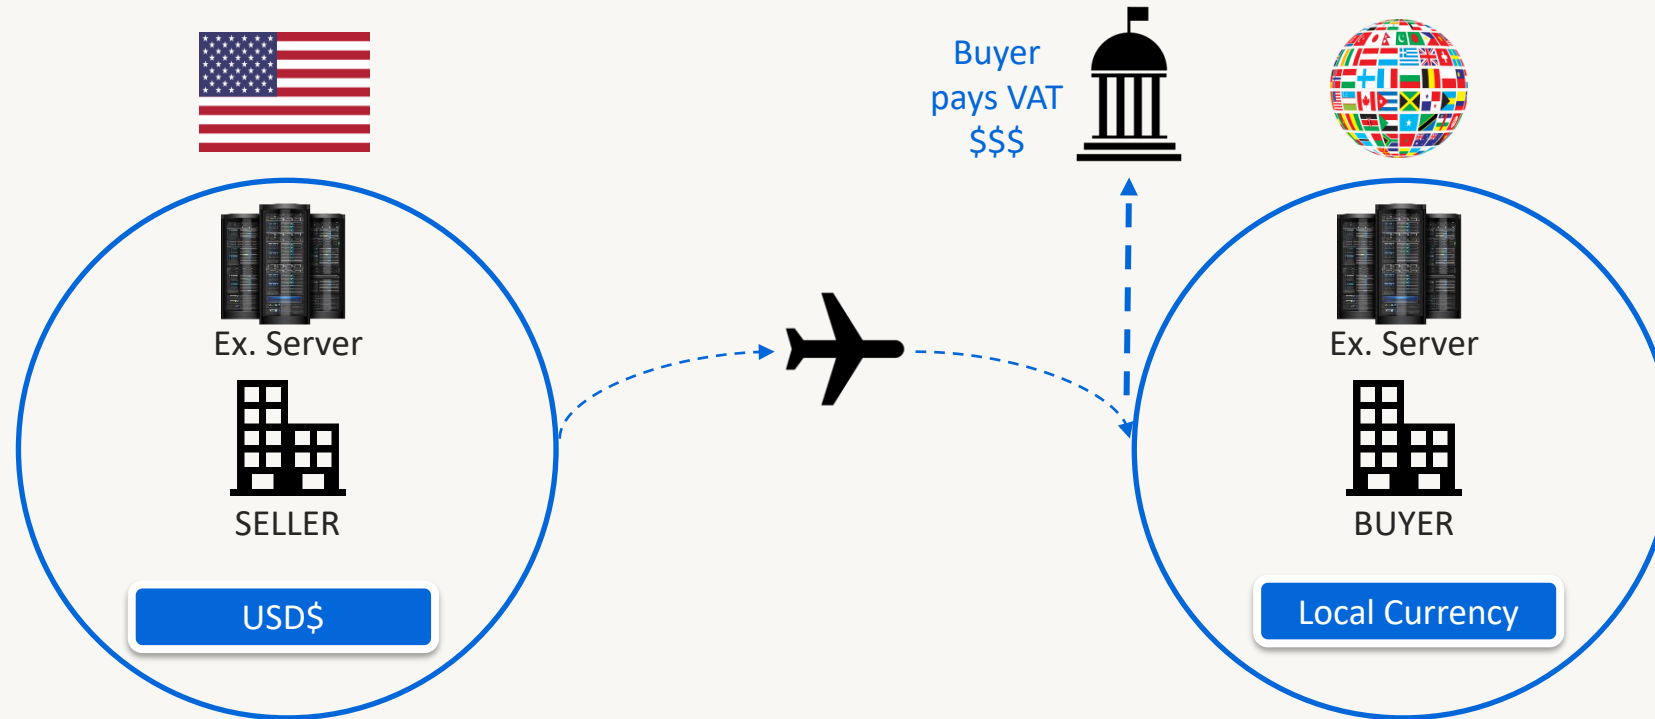 Buyer
pays VAT
$$$
Ex. Server
SELLER
USD$
Ex. Server
BUYER
Local Currency